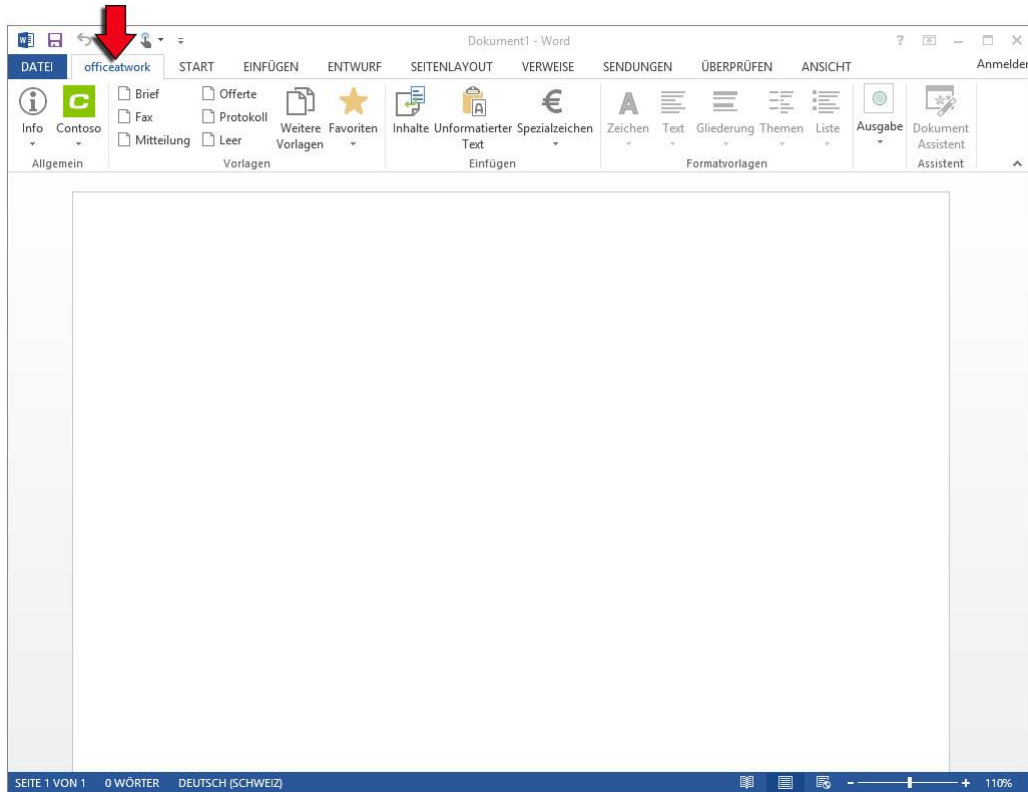 Dokument1 - Word
?
DATEI officeatwork START EINFÜGEN ENTWURF SEITENLAYOUT VERWEISE SENDUNGEN ÜBERPRÜFEN ANSICHT Anmelden
Info
Contoso
Allgemein
Brief
Fax
Mitteilung
Offerte
Protokoll
Leer
Weitere
Vorlagen
Favoriten
Vorlagen
Inhalte
Unformatierter
Text
Spezialzeichen
Einfügen
Zeichen
Text
Gliederung
Themen
Liste
Formatvorlagen
Ausgabe
Dokument
Assistent
Assistent
SEITE 1 VON 1 0 WÖRTER DEUTSCH (SCHWEIZ) 110%